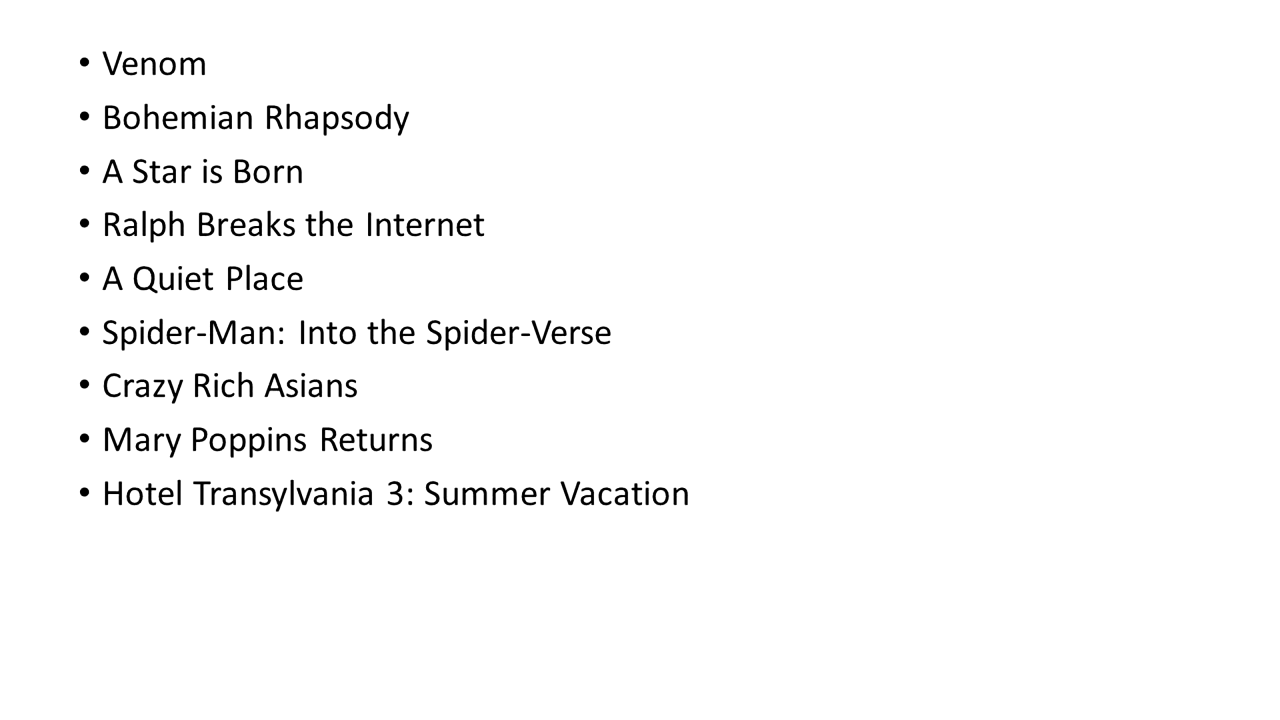 • Venom
• Bohemian Rhapsody
• A Star is Born
• Ralph Breaks the Internet
• A Quiet Place
• Spider-Man: Into the Spider-Verse
• Crazy Rich Asians
• Mary Poppins Returns
• Hotel Transylvania 3: Summer Vacation